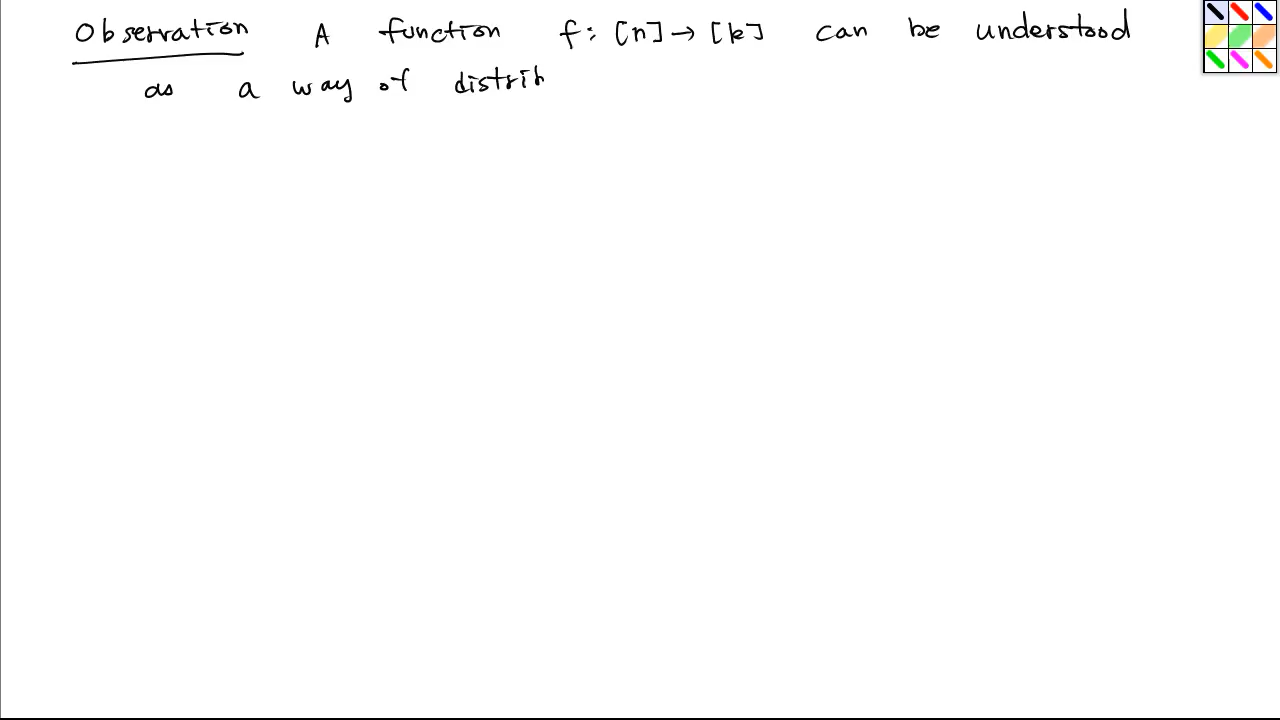 Observation A function f: [n] → [k] can be understood
as a way of distrib